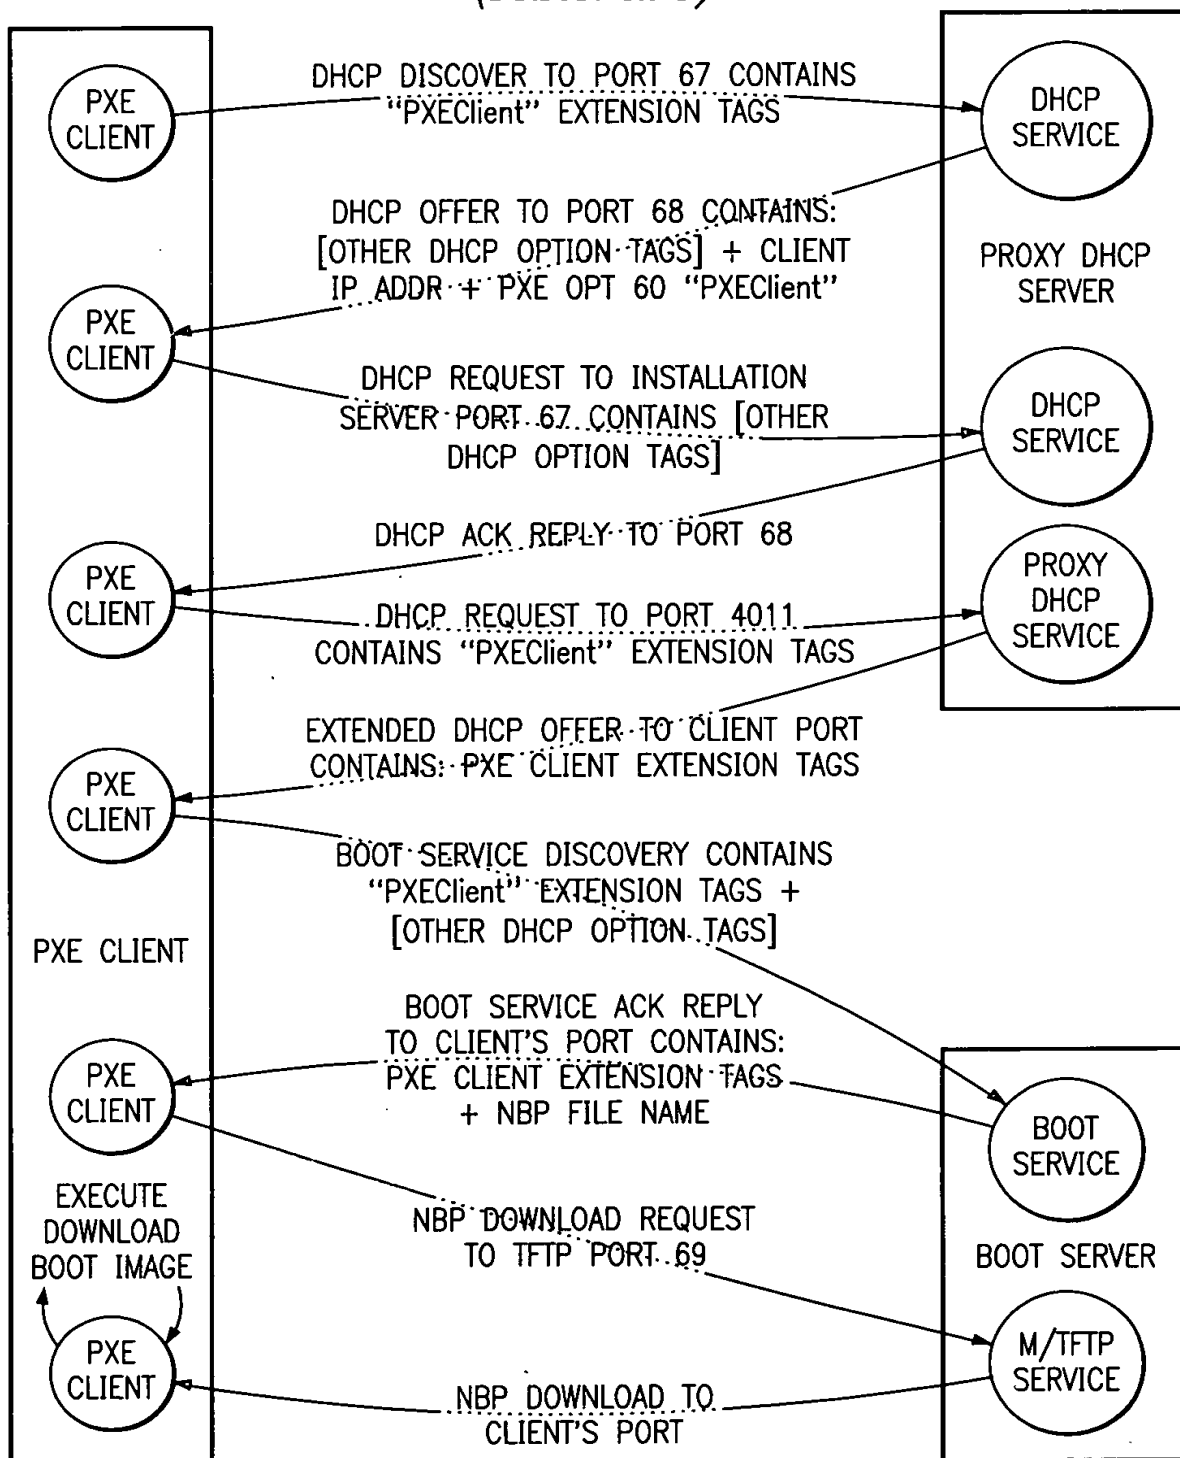 PXE
CLIENT
DHCP DISCOVER TO PORT 67 CONTAINS
"PXEClient" EXTENSION TAGS
DHCP
SERVICE
DHCP OFFER TO PORT 68 CONTAINS:
[OTHER DHCP OPTION TAGS] + CLIENT
IP ADDR + PXE OPT 60 "PXEClient"
PROXY DHCP
SERVER
PXE
CLIENT
DHCP REQUEST TO INSTALLATION
SERVER PORT 67 CONTAINS [OTHER
DHCP OPTION TAGS]
DHCP
SERVICE
DHCP ACK REPLY TO PORT 68
PXE
CLIENT
PROXY
DHCP
SERVICE
DHCP REQUEST TO PORT 4011
CONTAINS "PXEClient" EXTENSION TAGS
EXTENDED DHCP OFFER TO CLIENT PORT
CONTAINS: PXE CLIENT EXTENSION TAGS
PXE
CLIENT
BOOT SERVICE DISCOVERY CONTAINS
"PXEClient" EXTENSION TAGS +
[OTHER DHCP OPTION TAGS]
PXE CLIENT
BOOT SERVICE ACK REPLY
TO CLIENT'S PORT CONTAINS:
PXE CLIENT EXTENSION TAGS
+ NBP FILE NAME
PXE
CLIENT
BOOT
SERVICE
EXECUTE
DOWNLOAD
BOOT IMAGE
NBP DOWNLOAD REQUEST
TO TFTP PORT 69
BOOT SERVER
PXE
CLIENT
M/TFTP
SERVICE
NBP DOWNLOAD TO
CLIENT'S PORT